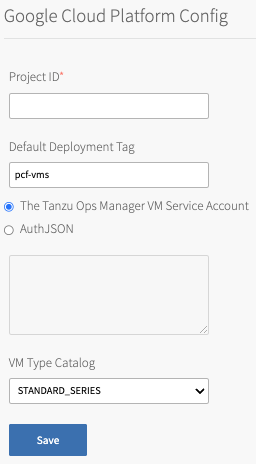 Google Cloud Platform Config
Project ID*
Default Deployment Tag
pcf-vms
The Tanzu Ops Manager VM Service Account
AuthJSON
VM Type Catalog
STANDARD_SERIES
Save